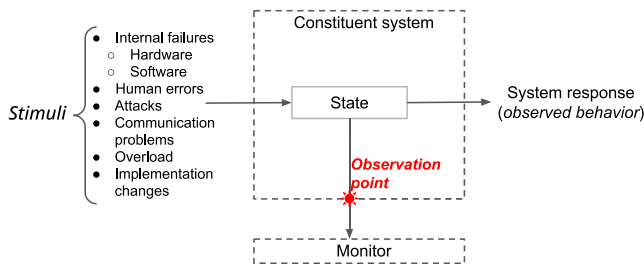 Constituent system
Stimuli
● Internal failures
○ Hardware
○ Software
● Human errors
● Attacks
● Communication
problems
● Overload
● Implementation
changes
State
System response
(observed behavior)
Observation
point
Monitor